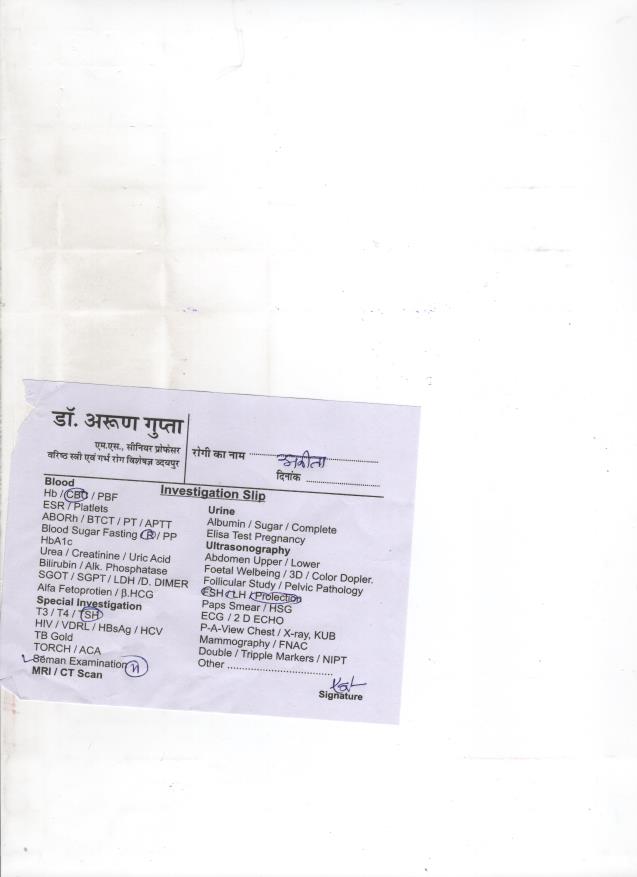 डॉ. अरूण गुप्ता
एम.एस., सीनियर प्रोफेसर
वरिष्ठ स्त्री एवं गर्भ रोग विशेषज्ञ उदयपुर
रोगी का नाम
दिनांक
Investigation Slip
Blood
Hb / CBC / PBF
ESR / Platlets
ABORh / BTCT / PT / APTT
Blood Sugar Fasting / R / PP
HbA1c
Urea / Creatinine / Uric Acid
Bilirubin / Alk. Phosphatase
SGOT / SGPT / LDH /D. DIMER
Alfa Fetoprotien / β.HCG
Special Investigation
T3 / T4 / TSH
HIV / VDRL / HBsAg / HCV
TB Gold
TORCH / ACA
Seman Examination
MRI / CT Scan
Urine
Albumin / Sugar / Complete
Elisa Test Pregnancy
Ultrasonography
Abdomen Upper / Lower
Foetal Welbeing / 3D / Color Dopler.
Follicular Study / Pelvic Pathology
FSH / LH / Prolection
Paps Smear / HSG
ECG / 2 D ECHO
P-A-View Chest / X-ray, KUB
Mammography / FNAC
Double / Tripple Markers / NIPT
Other
Signature